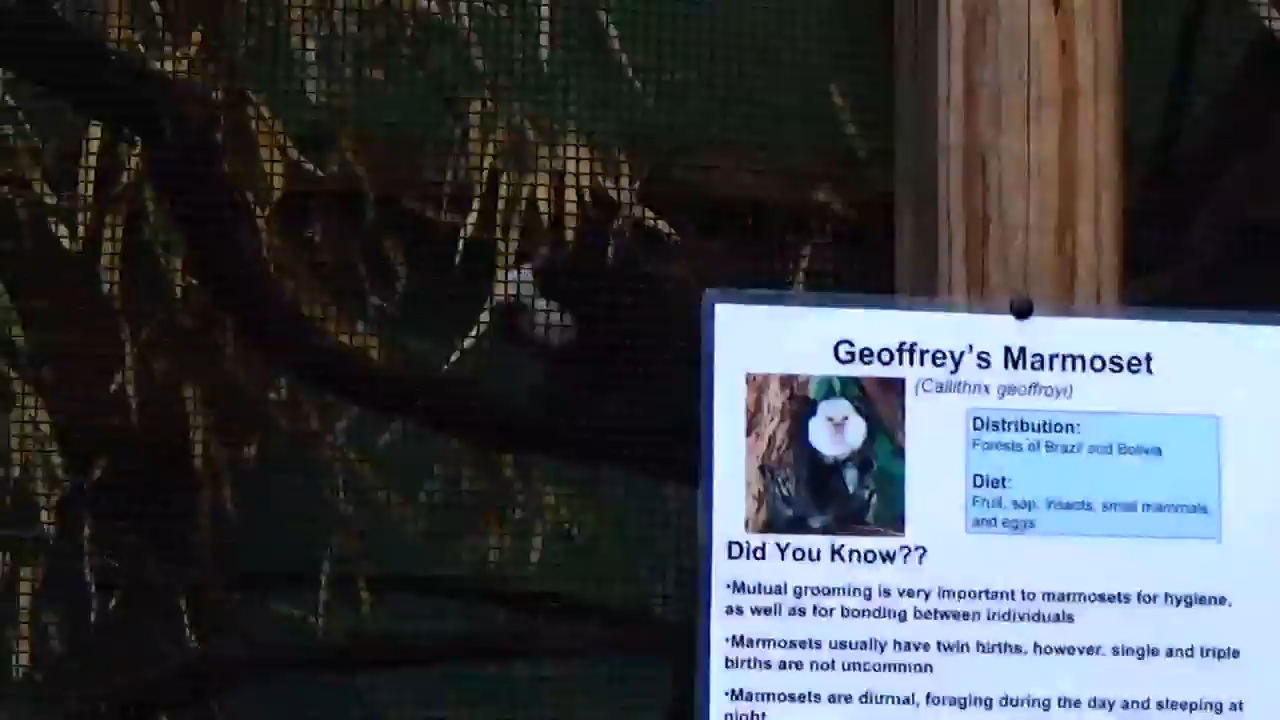 Geoffrey's Marmoset
(Callithrix geoffroyi)
Distribution:
Forests of Brazil and Bolivia
Diet:
Fruit, sap, insects, small mammals
and eggs
Did You Know??
•Mutual grooming is very important to marmosets for hygiene,
as well as for bonding between individuals
•Marmosets usually have twin births, however, single and triple
births are not uncommon
•Marmosets are diurnal, foraging during the day and sleeping at
night